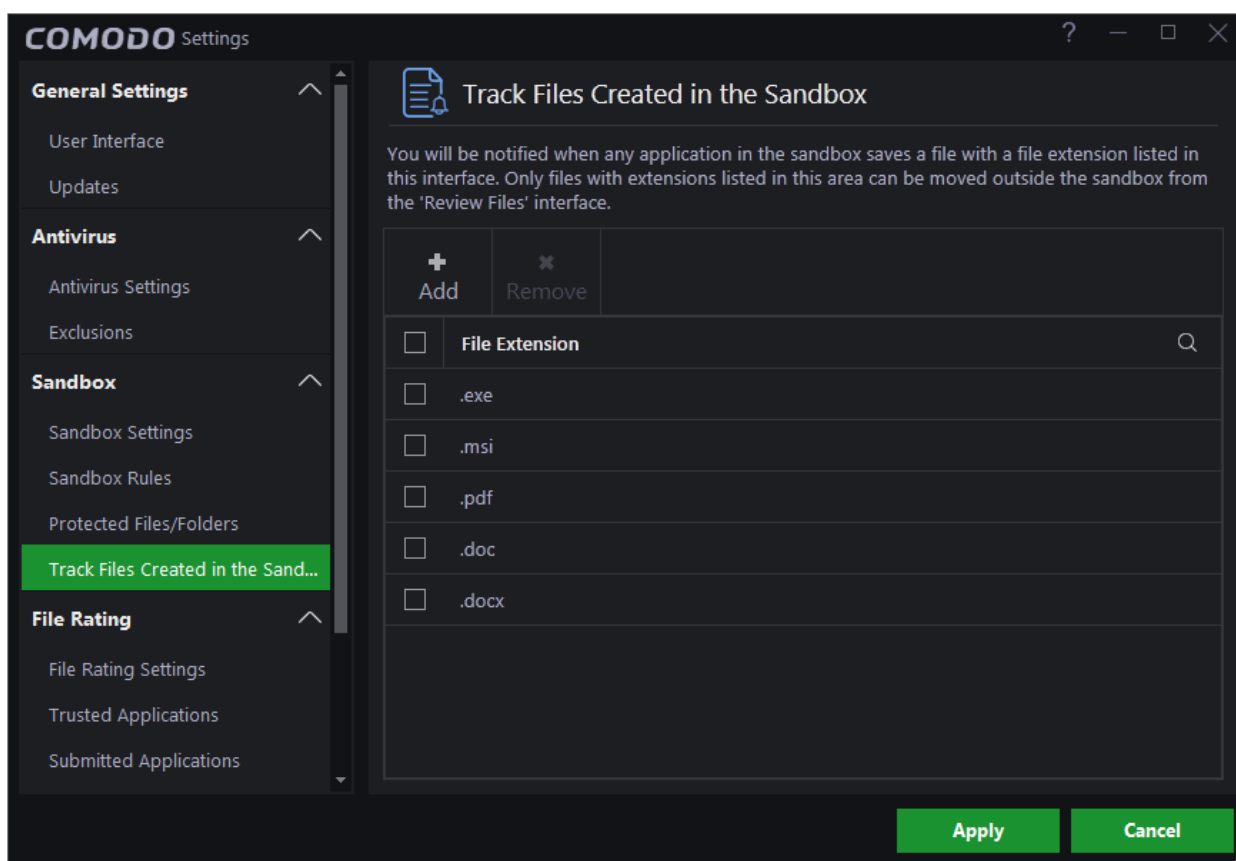 COMODO Settings
?
General Settings
User Interface
Updates
Antivirus
Antivirus Settings
Exclusions
Sandbox
Sandbox Settings
Sandbox Rules
Protected Files/Folders
Track Files Created in the Sand...
File Rating
File Rating Settings
Trusted Applications
Submitted Applications
Track Files Created in the Sandbox
You will be notified when any application in the sandbox saves a file with a file extension listed in
this interface. Only files with extensions listed in this area can be moved outside the sandbox from
the 'Review Files' interface.
Add
Remove
File Extension
.exe
.msi
.pdf
.doc
.docx
Apply
Cancel